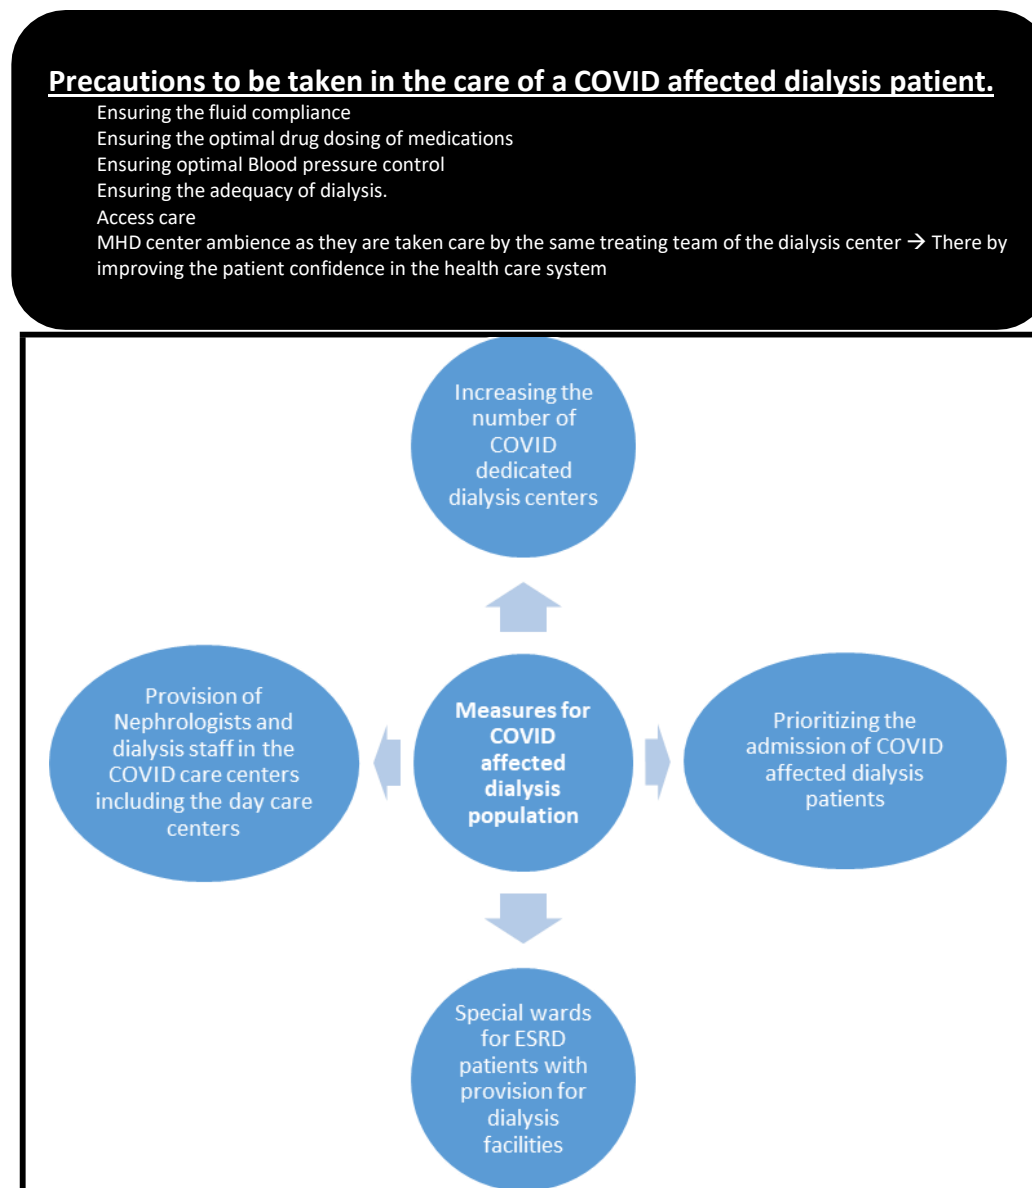 Precautions to be taken in the care of a COVID affected dialysis patient.
Ensuring the fluid compliance
Ensuring the optimal drug dosing of medications
Ensuring optimal Blood pressure control
Ensuring the adequacy of dialysis.
Access care
MHD center ambience as they are taken care by the same treating team of the dialysis center → There by
improving the patient confidence in the health care system
Increasing the
number of
COVID
dedicated
dialysis centers
Provision of
Nephrologists and
dialysis staff in the
COVID care centers
including the day care
centers
Measures for
COVID
affected
dialysis
population
Prioritizing the
admission of COVID
affected dialysis
patients
Special wards
for ESRD
patients with
provision for
dialysis
facilities